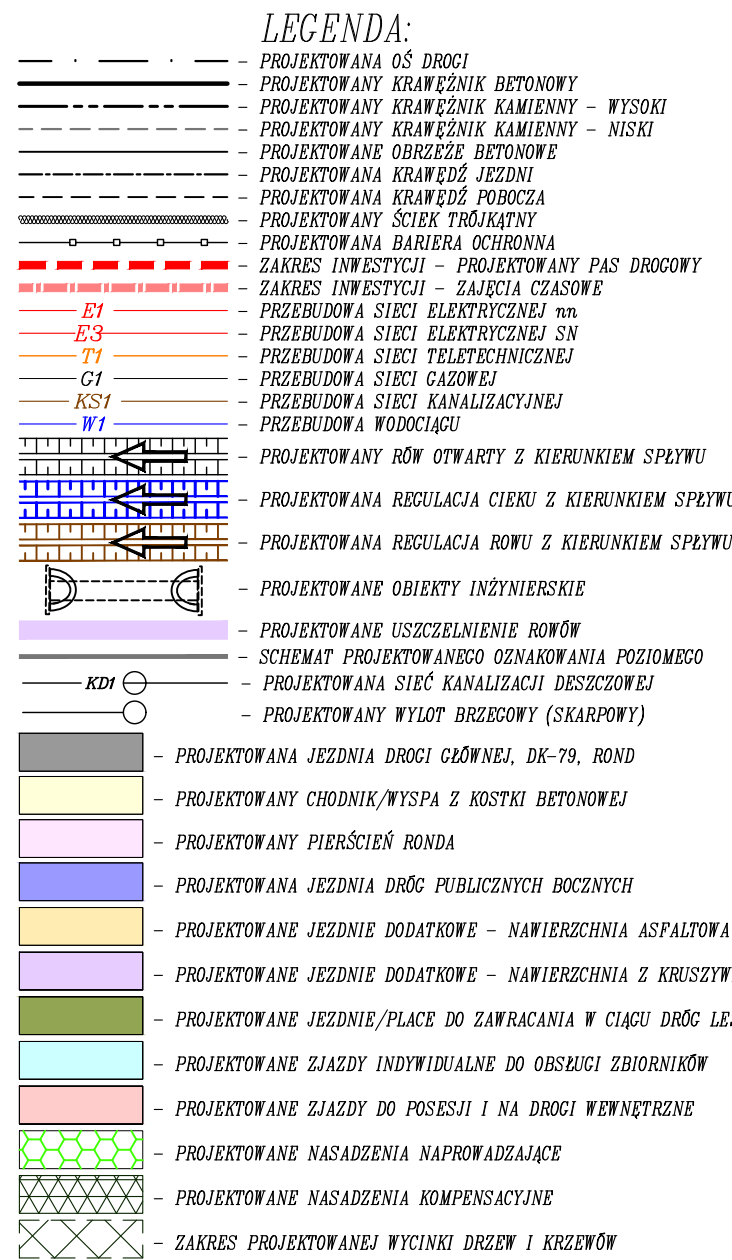 LEGENDA:
- PROJEKTOWANA OŚ DROGI
- PROJEKTOWANY KRAWĘŻNIK BETONOWY
- PROJEKTOWANY KRAWĘŻNIK KAMIENNY - WYSOKI
- PROJEKTOWANY KRAWĘŻNIK KAMIENNY - NISKI
- PROJEKTOWANE OBRZEŻE BETONOWE
- PROJEKTOWANA KRAWĘDŹ JEZDNI
- PROJEKTOWANA KRAWĘDŹ POBOCZA
- PROJEKTOWANY ŚCIEK TRÓJKĄTNY
- PROJEKTOWANA BARIERA OCHRONNA
- ZAKRES INWESTYCJI - PROJEKTOWANY PAS DROGOWY
- ZAKRES INWESTYCJI - ZAJĘCIA CZASOWE
E1 - PRZEBUDOWA SIECI ELEKTRYCZNEJ nn
E3 - PRZEBUDOWA SIECI ELEKTRYCZNEJ SN
T1 - PRZEBUDOWA SIECI TELETECHNICZNEJ
G1 - PRZEBUDOWA SIECI GAZOWEJ
KS1 - PRZEBUDOWA SIECI KANALIZACYJNEJ
W1 - PRZEBUDOWA WODOCIĄGU
- PROJEKTOWANY RÓW OTWARTY Z KIERUNKIEM SPŁYWU
- PROJEKTOWANA REGULACJA CIEKU Z KIERUNKIEM SPŁYWU
- PROJEKTOWANA REGULACJA ROWU Z KIERUNKIEM SPŁYWU
- PROJEKTOWANE OBIEKTY INŻYNIERSKIE
- PROJEKTOWANE USZCZELNIENIE ROWÓW
- SCHEMAT PROJEKTOWANEGO OZNAKOWANIA POZIOMEGO
KD1 - PROJEKTOWANA SIEĆ KANALIZACJI DESZCZOWEJ
- PROJEKTOWANY WYLOT BRZEGOWY (SKARPOWY)
- PROJEKTOWANA JEZDNIA DROGI GŁÓWNEJ, DK-79, ROND
- PROJEKTOWANY CHODNIK/WYSPA Z KOSTKI BETONOWEJ
- PROJEKTOWANY PIERŚCIEŃ RONDA
- PROJEKTOWANA JEZDNIA DRÓG PUBLICZNYCH BOCZNYCH
- PROJEKTOWANE JEZDNIE DODATKOWE - NAWIERZCHNIA ASFALTOWA
- PROJEKTOWANE JEZDNIE DODATKOWE - NAWIERZCHNIA Z KRUSZYW
- PROJEKTOWANE JEZDNIE/PLACE DO ZAWRACANIA W CIĄGU DRÓG
- PROJEKTOWANE ZJAZDY INDYWIDUALNE DO OBSŁUGI ZBIORNIKÓW
- PROJEKTOWANE ZJAZDY DO POSESJI I NA DROGI WEWNĘTRZNE
- PROJEKTOWANE NASADZENIA NAPROWADZAJĄCE
- PROJEKTOWANE NASADZENIA KOMPENSACYJNE
- ZAKRES PROJEKTOWANEJ WYCINKI DRZEW I KRZEWÓW